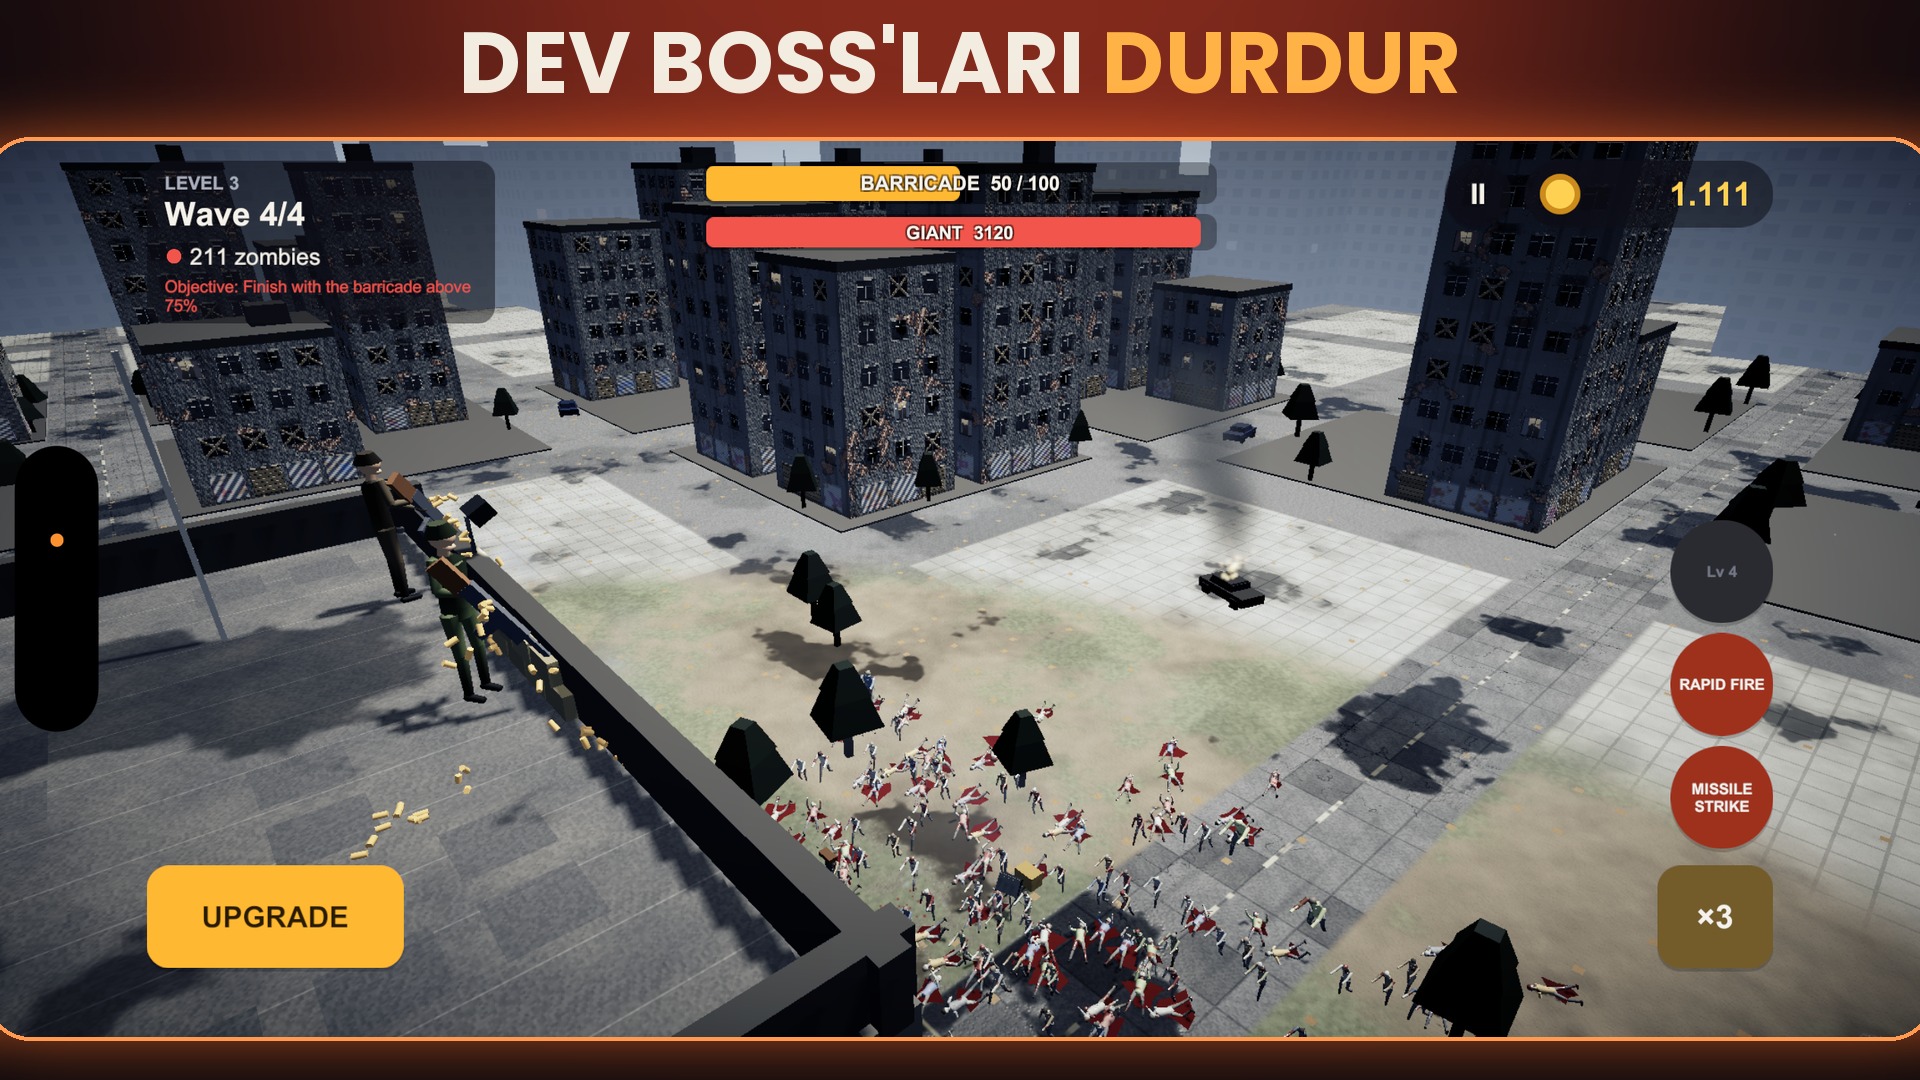 DEV BOSS'LARI DURDUR
LEVEL 3
Wave 4/4
211 zombies
Objective: Finish with the barricade above
75%
BARRICADE 50 / 100
GIANT 3120
1.111
Lv 4
RAPID FIRE
MISSILE
STRIKE
UPGRADE
×3